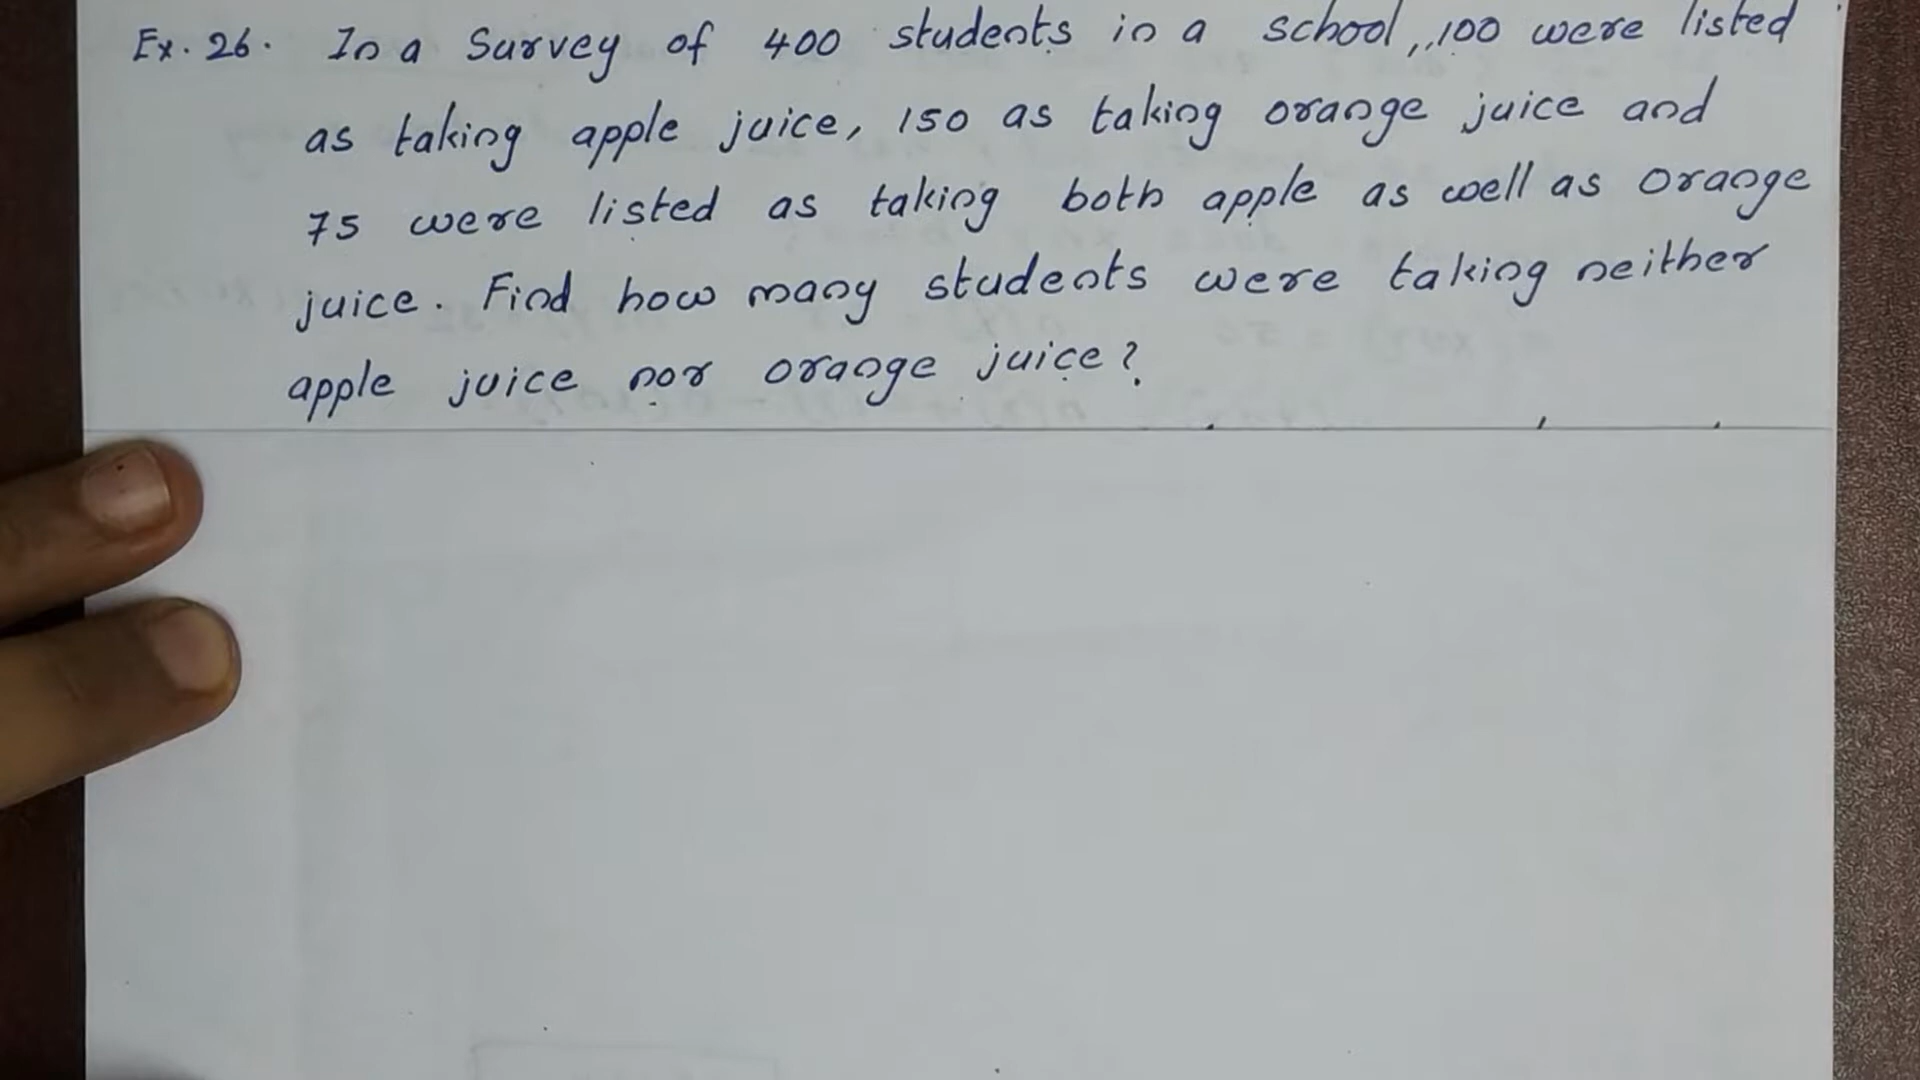 Ex. 26. In a Survey of 400 students in a school, 100 were listed
as taking apple juice, 150 as taking orange juice and
75 were listed as taking both apple as well as orange
juice. Find how many students were taking neither
apple juice nor orange juice?